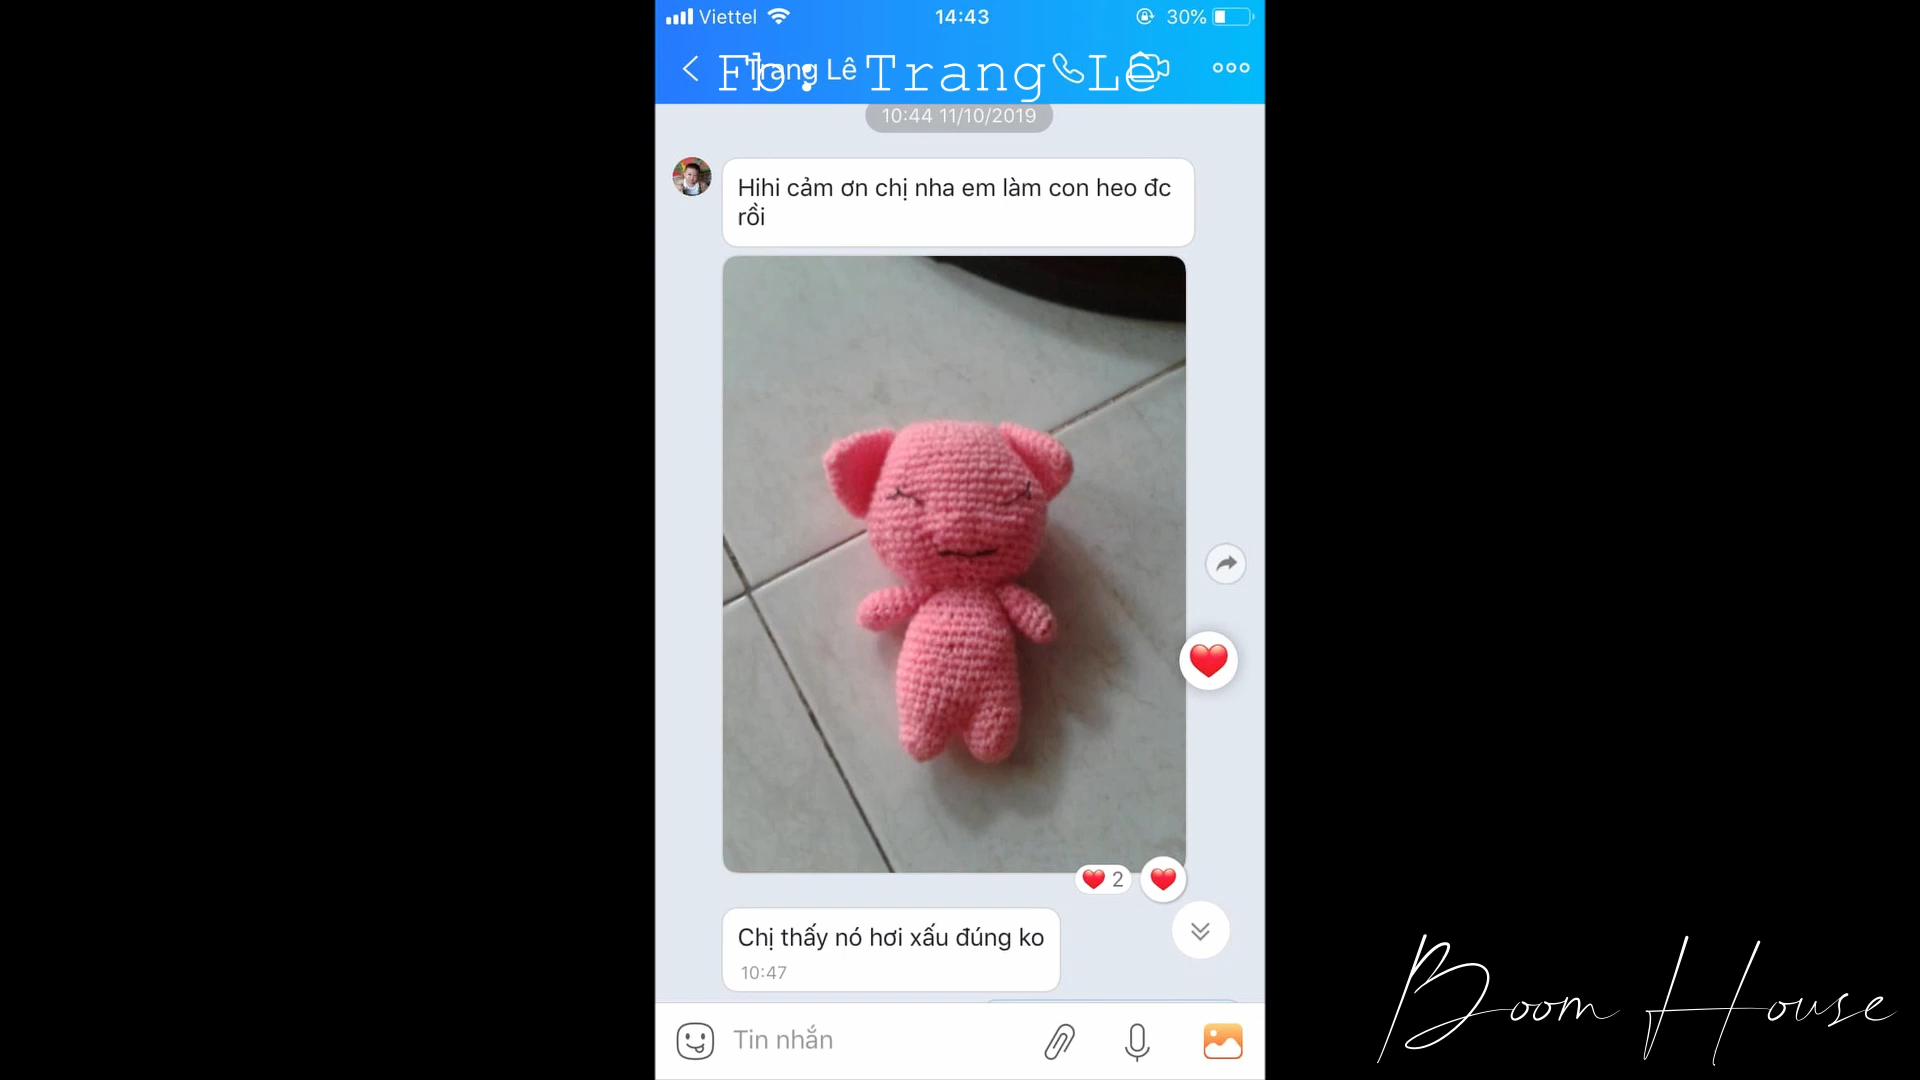 Viettel 14:43 30%
Fb: Trang Lê
Trang Lê
10:44 11/10/2019
Hihi cảm ơn chị nha em làm con heo đc
rồi
2
Chị thấy nó hơi xấu đúng ko
10:47
Tin nhắn
Boom House